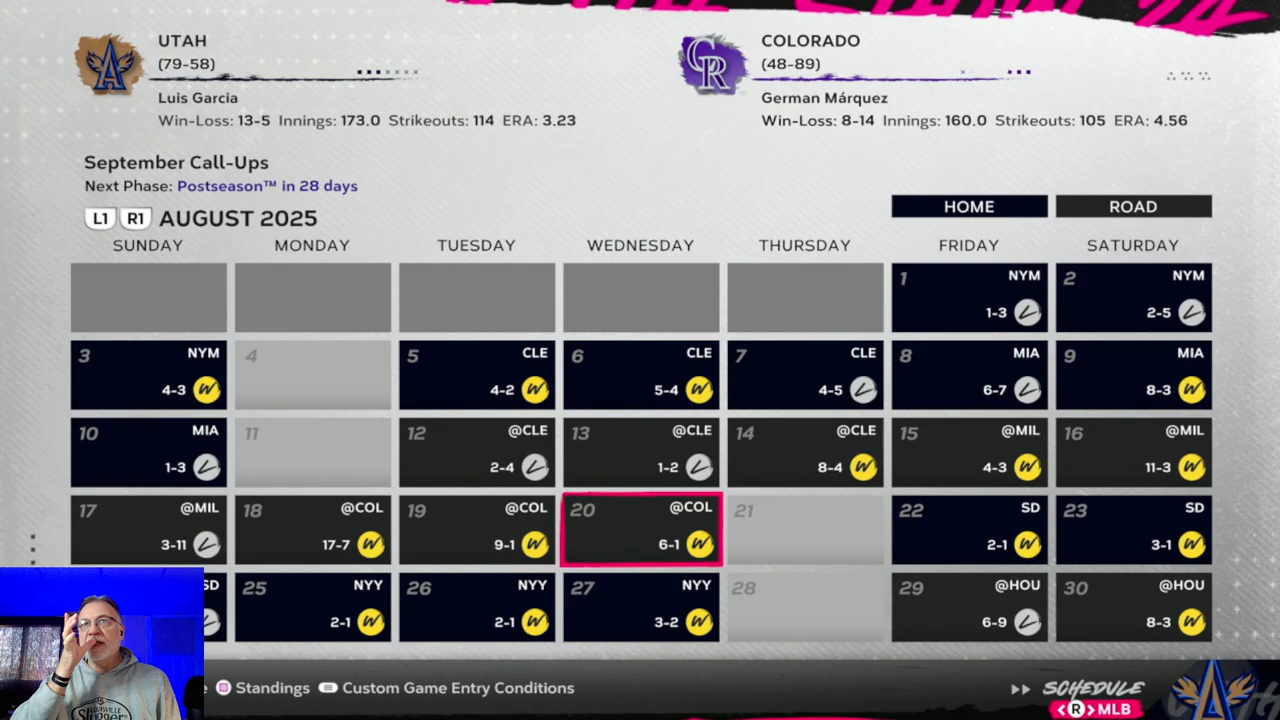 UTAH
(79-58)
Luis Garcia
Win-Loss: 13-5 Innings: 173.0 Strikeouts: 114 ERA: 3.23
COLORADO
(48-89)
German Márquez
Win-Loss: 8-14 Innings: 160.0 Strikeouts: 105 ERA: 4.56
September Call-Ups
Next Phase: Postseason™ in 28 days
L1 R1 AUGUST 2025
HOME ROAD
SUNDAY MONDAY TUESDAY WEDNESDAY THURSDAY FRIDAY SATURDAY
1 NYM 2 NYM
1-3 L 2-5 L
3 NYM 4 5 CLE 6 CLE 7 CLE 8 MIA 9 MIA
4-3 W 4-2 W 5-4 W 4-5 L 6-7 L 8-3 W
10 MIA 11 12 @CLE 13 @CLE 14 @CLE 15 @MIL 16 @MIL
1-3 L 2-4 L 1-2 L 8-4 W 4-3 W 11-3 W
17 @MIL 18 @COL 19 @COL 20 @COL 21 22 SD 23 SD
3-11 L 17-7 W 9-1 W 6-1 W 2-1 W 3-1 W
SD 25 NYY 26 NYY 27 NYY 28 29 @HOU 30 @HOU
L 2-1 W 2-1 W 3-2 W 6-9 L 8-3 W
Standings Custom Game Entry Conditions
SCHEDULE
R MLB
LOUISVILLE
Slugger